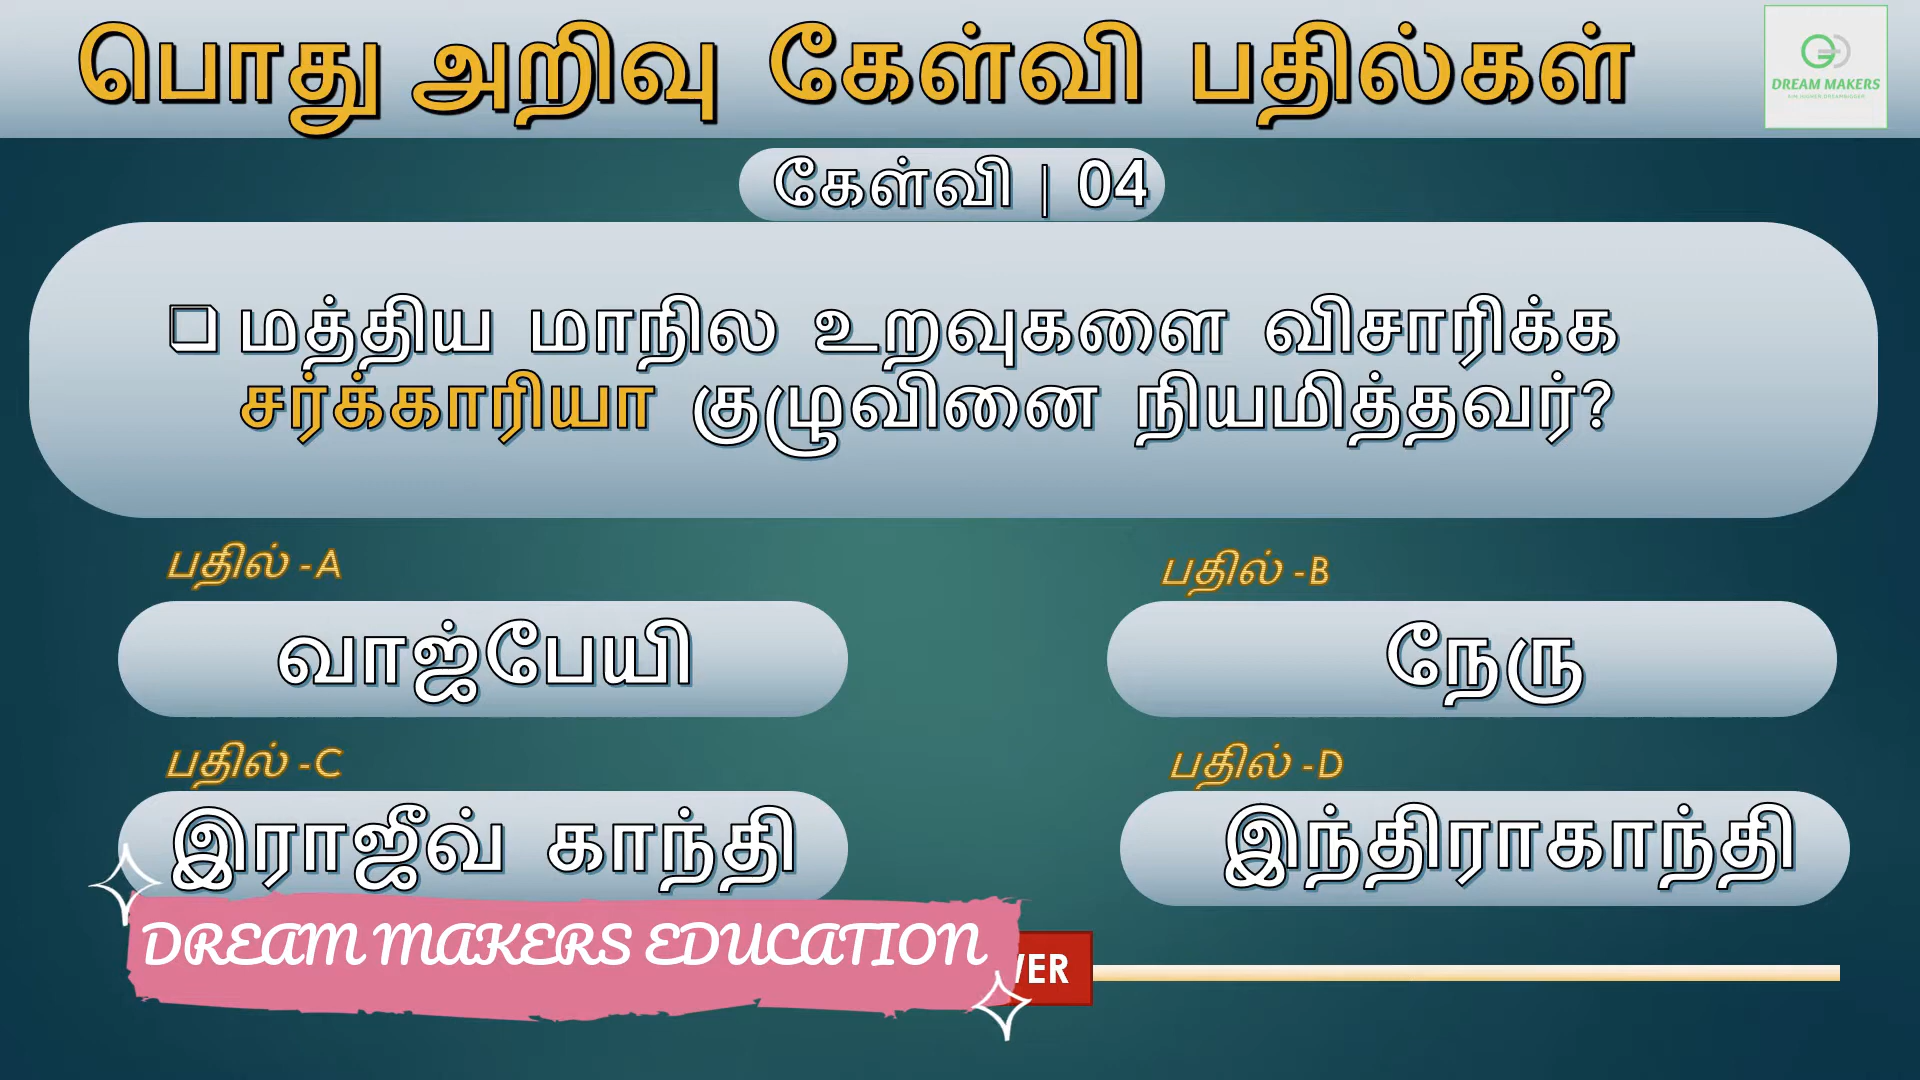 பொது அறிவு கேள்வி பதில்கள்
DREAM MAKERS
கேள்வி | 04
❑ மத்திய மாநில உறவுகளை விசாரிக்க
சர்க்காரியா குழுவினை நியமித்தவர்?
பதில் -A
பதில் -B
வாஜ்பேயி
நேரு
பதில் -C
பதில் -D
இராஜீவ் காந்தி
இந்திராகாந்தி
DREAM MAKERS EDUCATION